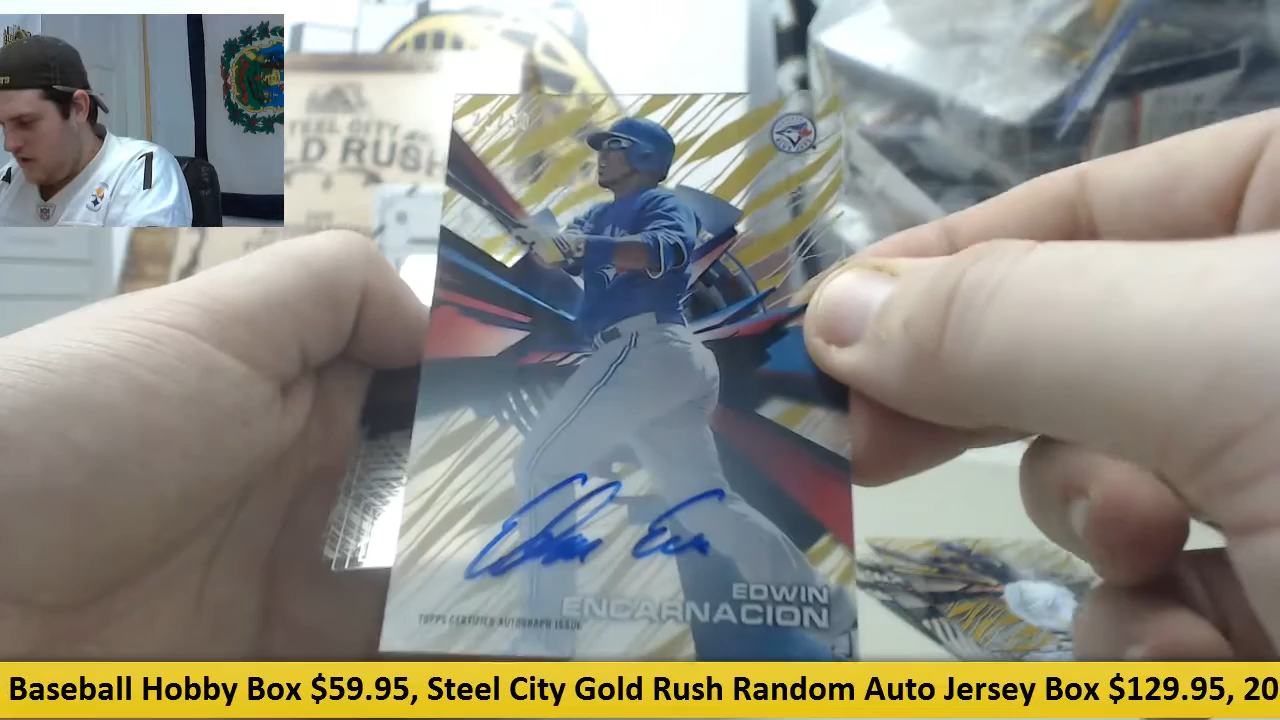 STEEL CITY
LD RUSH
EDWIN
ENCARNACION
TOPPS CERTIFIED AUTOGRAPH ISSUE
1
Baseball Hobby Box $59.95, Steel City Gold Rush Random Auto Jersey Box $129.95, 20